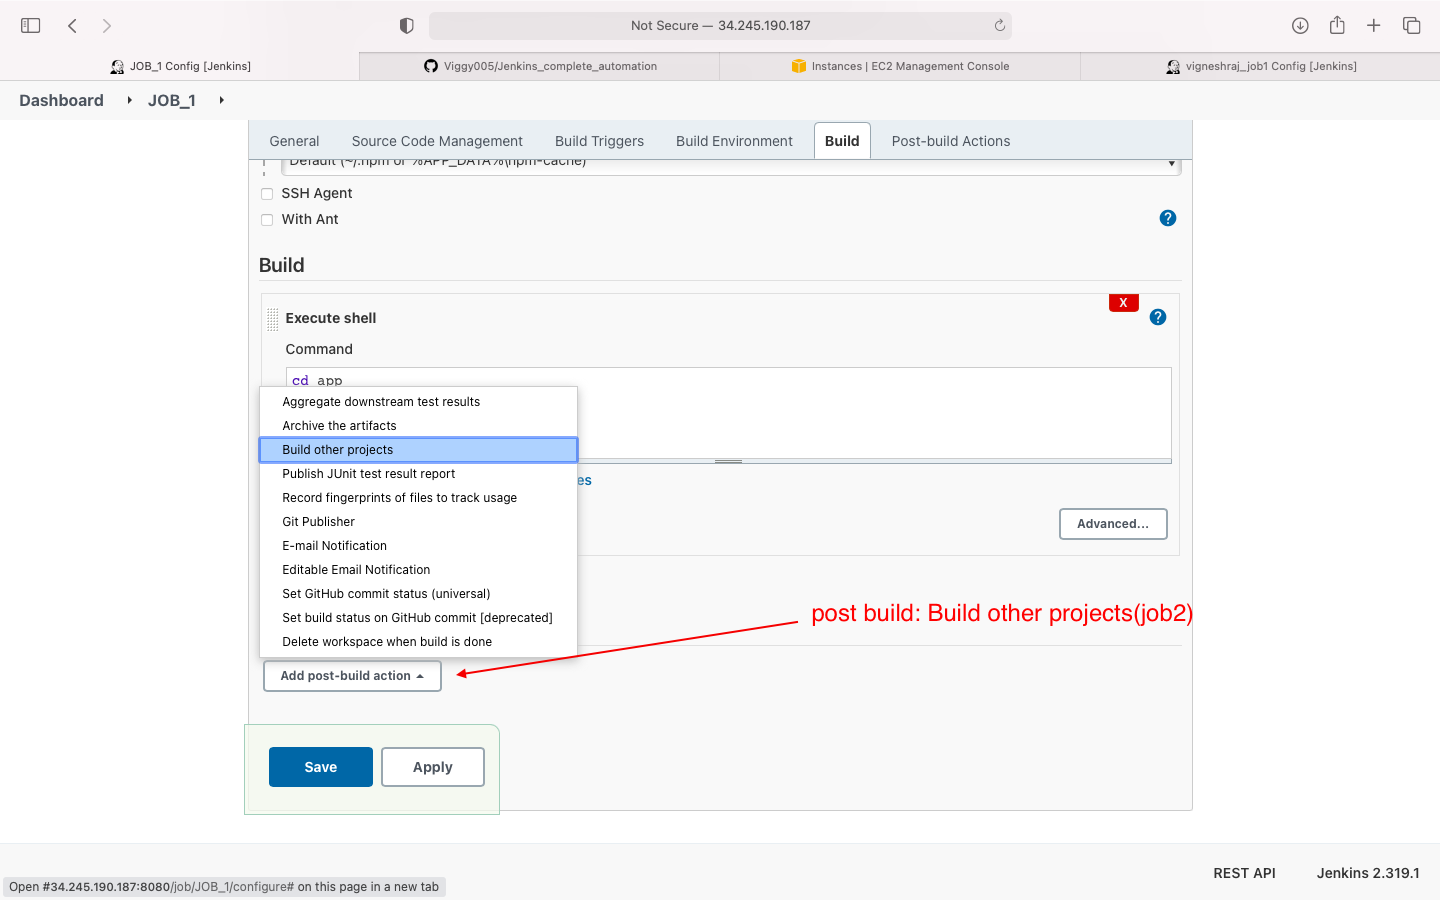 Not Secure — 34.245.190.187
JOB_1 Config [Jenkins]
Viggy005/Jenkins_complete_automation
Instances | EC2 Management Console
vigneshraj_job1 Config [Jenkins]
Dashboard
JOB_1
General
Source Code Management
Build Triggers
Build Environment
Build
Post-build Actions
Default (~/.npm or %APP_DATA%\npm-cache)
SSH Agent
With Ant
?
Build
X
Execute shell
?
Command
cd app
Aggregate downstream test results
Archive the artifacts
Build other projects
Publish JUnit test result report
es
Record fingerprints of files to track usage
Git Publisher
Advanced...
E-mail Notification
Editable Email Notification
Set GitHub commit status (universal)
Set build status on GitHub commit [deprecated]
Delete workspace when build is done
post build: Build other projects(job2)
Add post-build action
Save
Apply
REST API
Jenkins 2.319.1
Open #34.245.190.187:8080/job/JOB_1/configure# on this page in a new tab